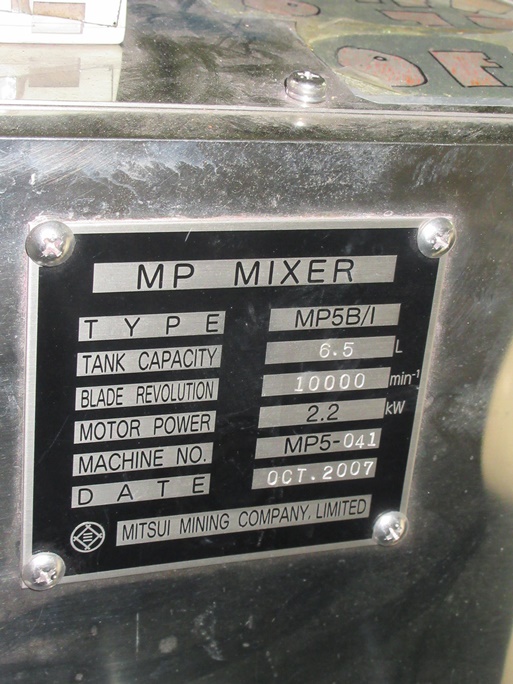 MP MIXER
TYPE MP5B/I
TANK CAPACITY 6.5 L
BLADE REVOLUTION 10000 min⁻¹
MOTOR POWER 2.2 kW
MACHINE NO. MP5-041
DATE OCT.2007
MITSUI MINING COMPANY, LIMITED